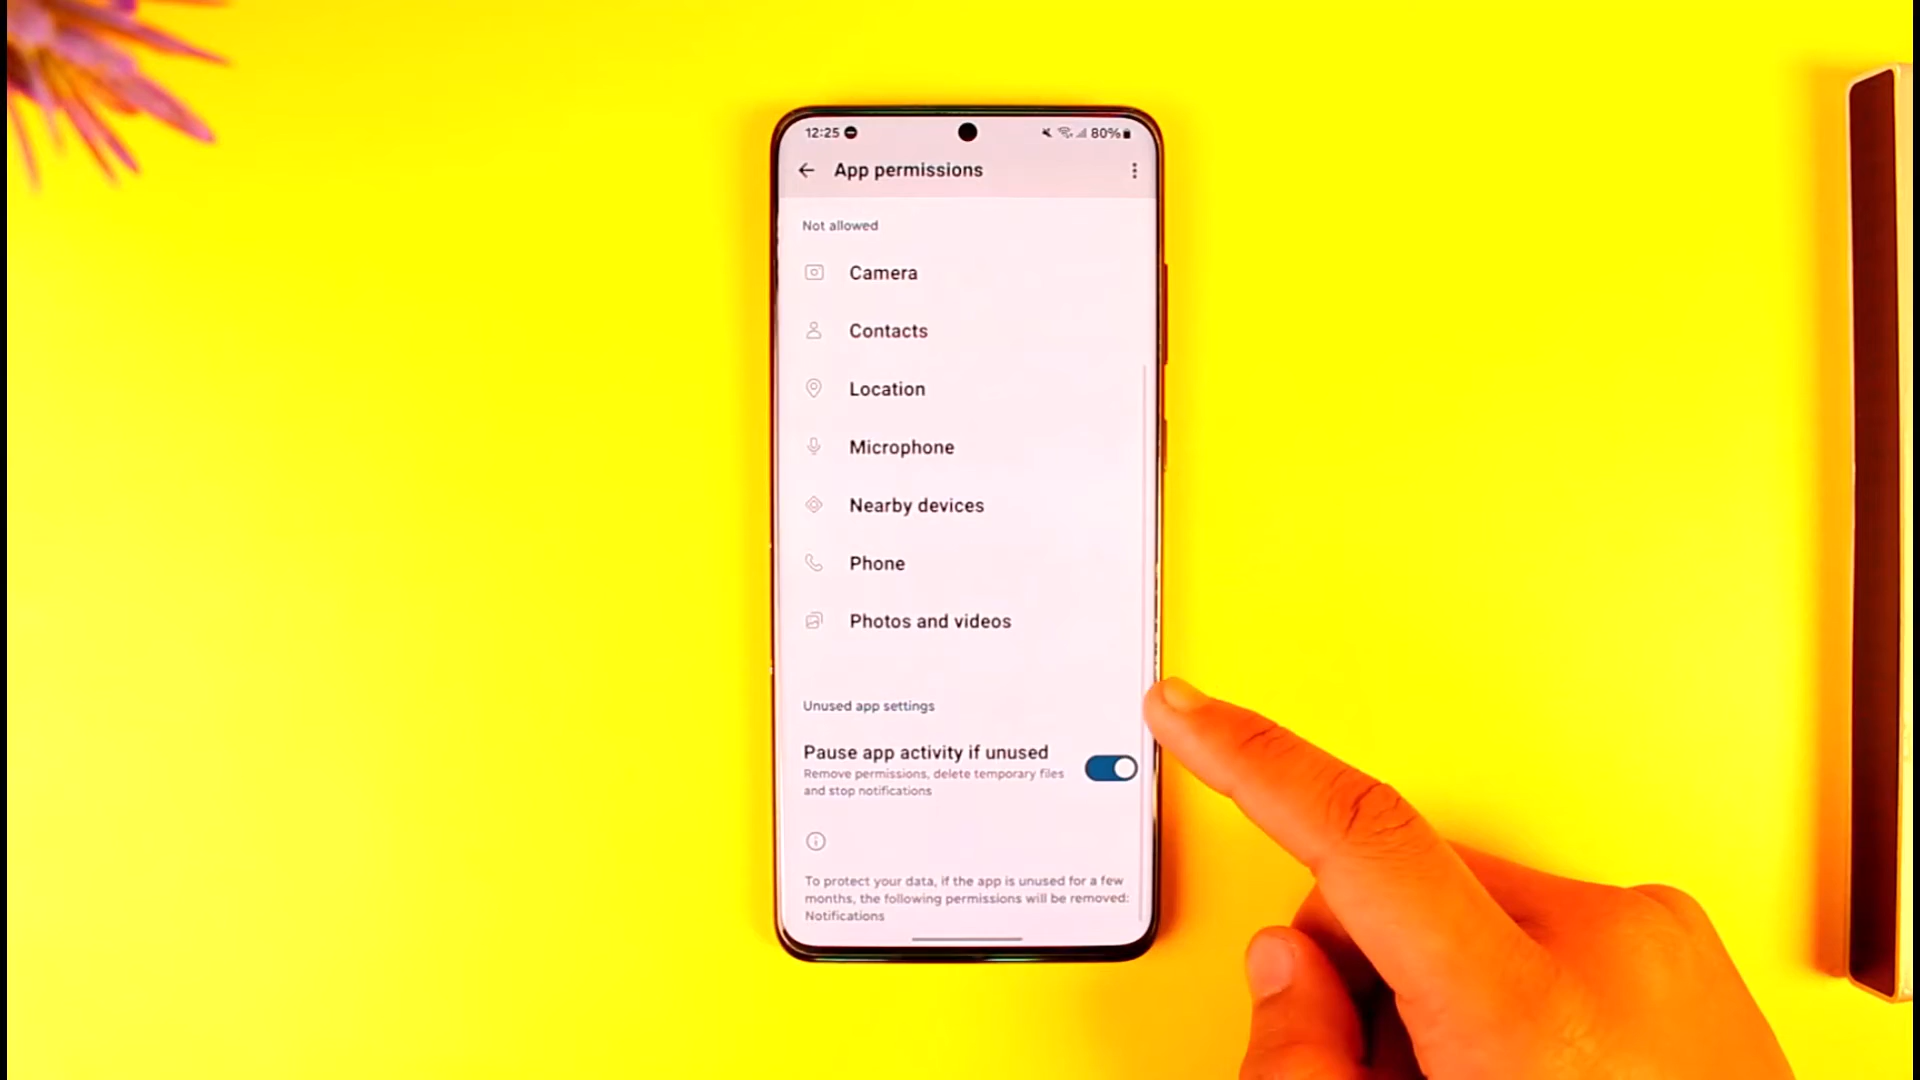 12:25
80%
App permissions
Not allowed
Camera
Contacts
Location
Microphone
Nearby devices
Phone
Photos and videos
Unused app settings
Pause app activity if unused
Remove permissions, delete temporary files
and stop notifications
To protect your data, if the app is unused for a few
months, the following permissions will be removed:
Notifications